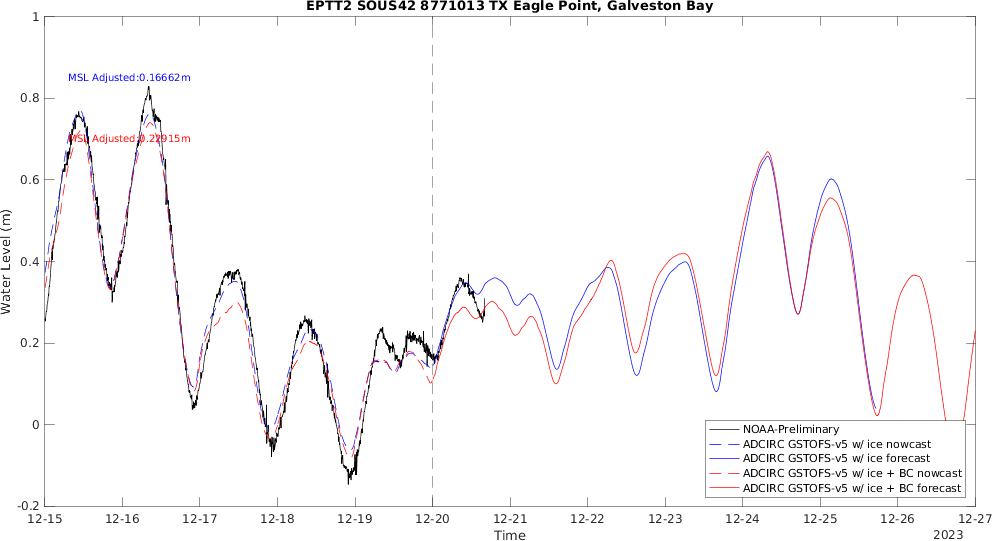 EPTT2 SOUS42 8771013 TX Eagle Point, Galveston Bay
1
0.8
0.6
0.4
0.2
0
-0.2
Water Level (m)
MSL Adjusted:0.16662m
MSL Adjusted:0.22915m
NOAA-Preliminary
ADCIRC GSTOFS-v5 w/ ice nowcast
ADCIRC GSTOFS-v5 w/ ice forecast
ADCIRC GSTOFS-v5 w/ ice + BC nowcast
ADCIRC GSTOFS-v5 w/ ice + BC forecast
12-15 12-16 12-17 12-18 12-19 12-20 12-21 12-22 12-23 12-24 12-25 12-26 12-27
Time
2023